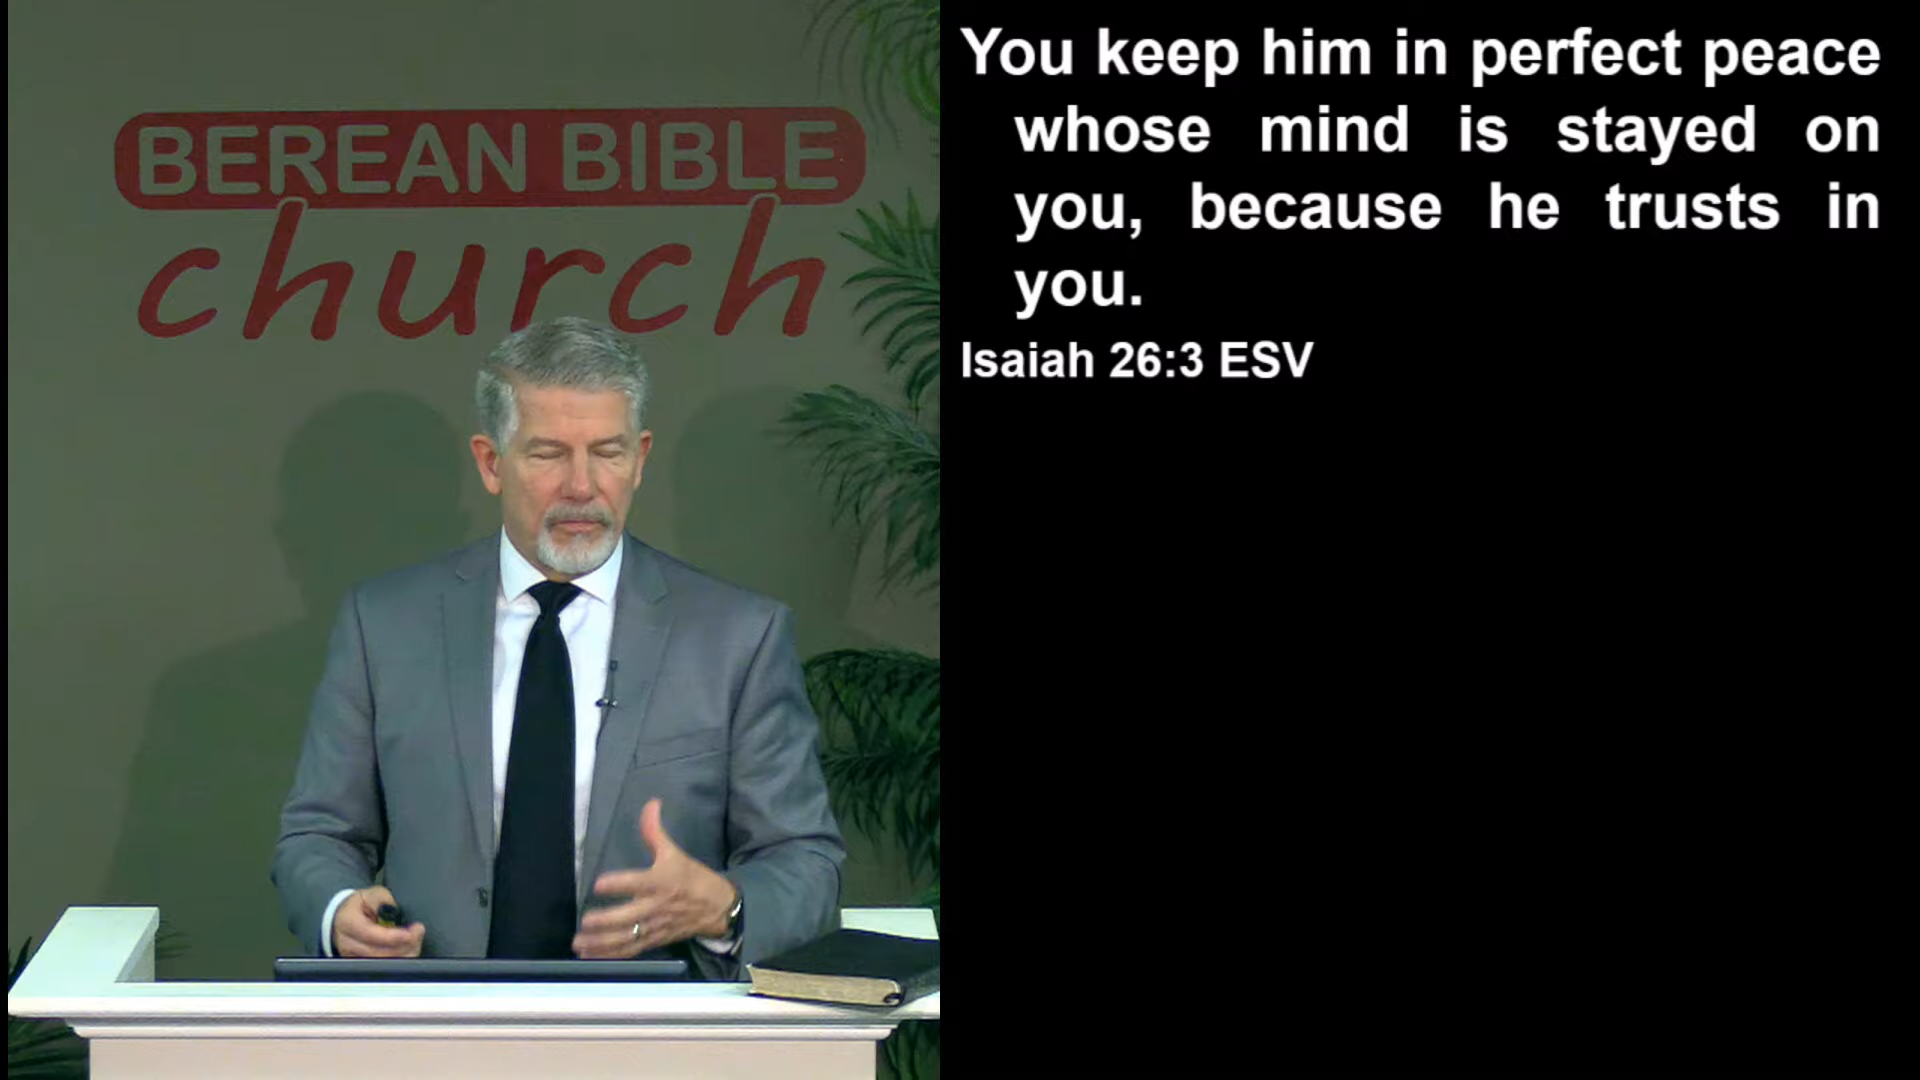 BEREAN BIBLE
church
You keep him in perfect peace
whose mind is stayed on
you, because he trusts in
you.
Isaiah 26:3 ESV